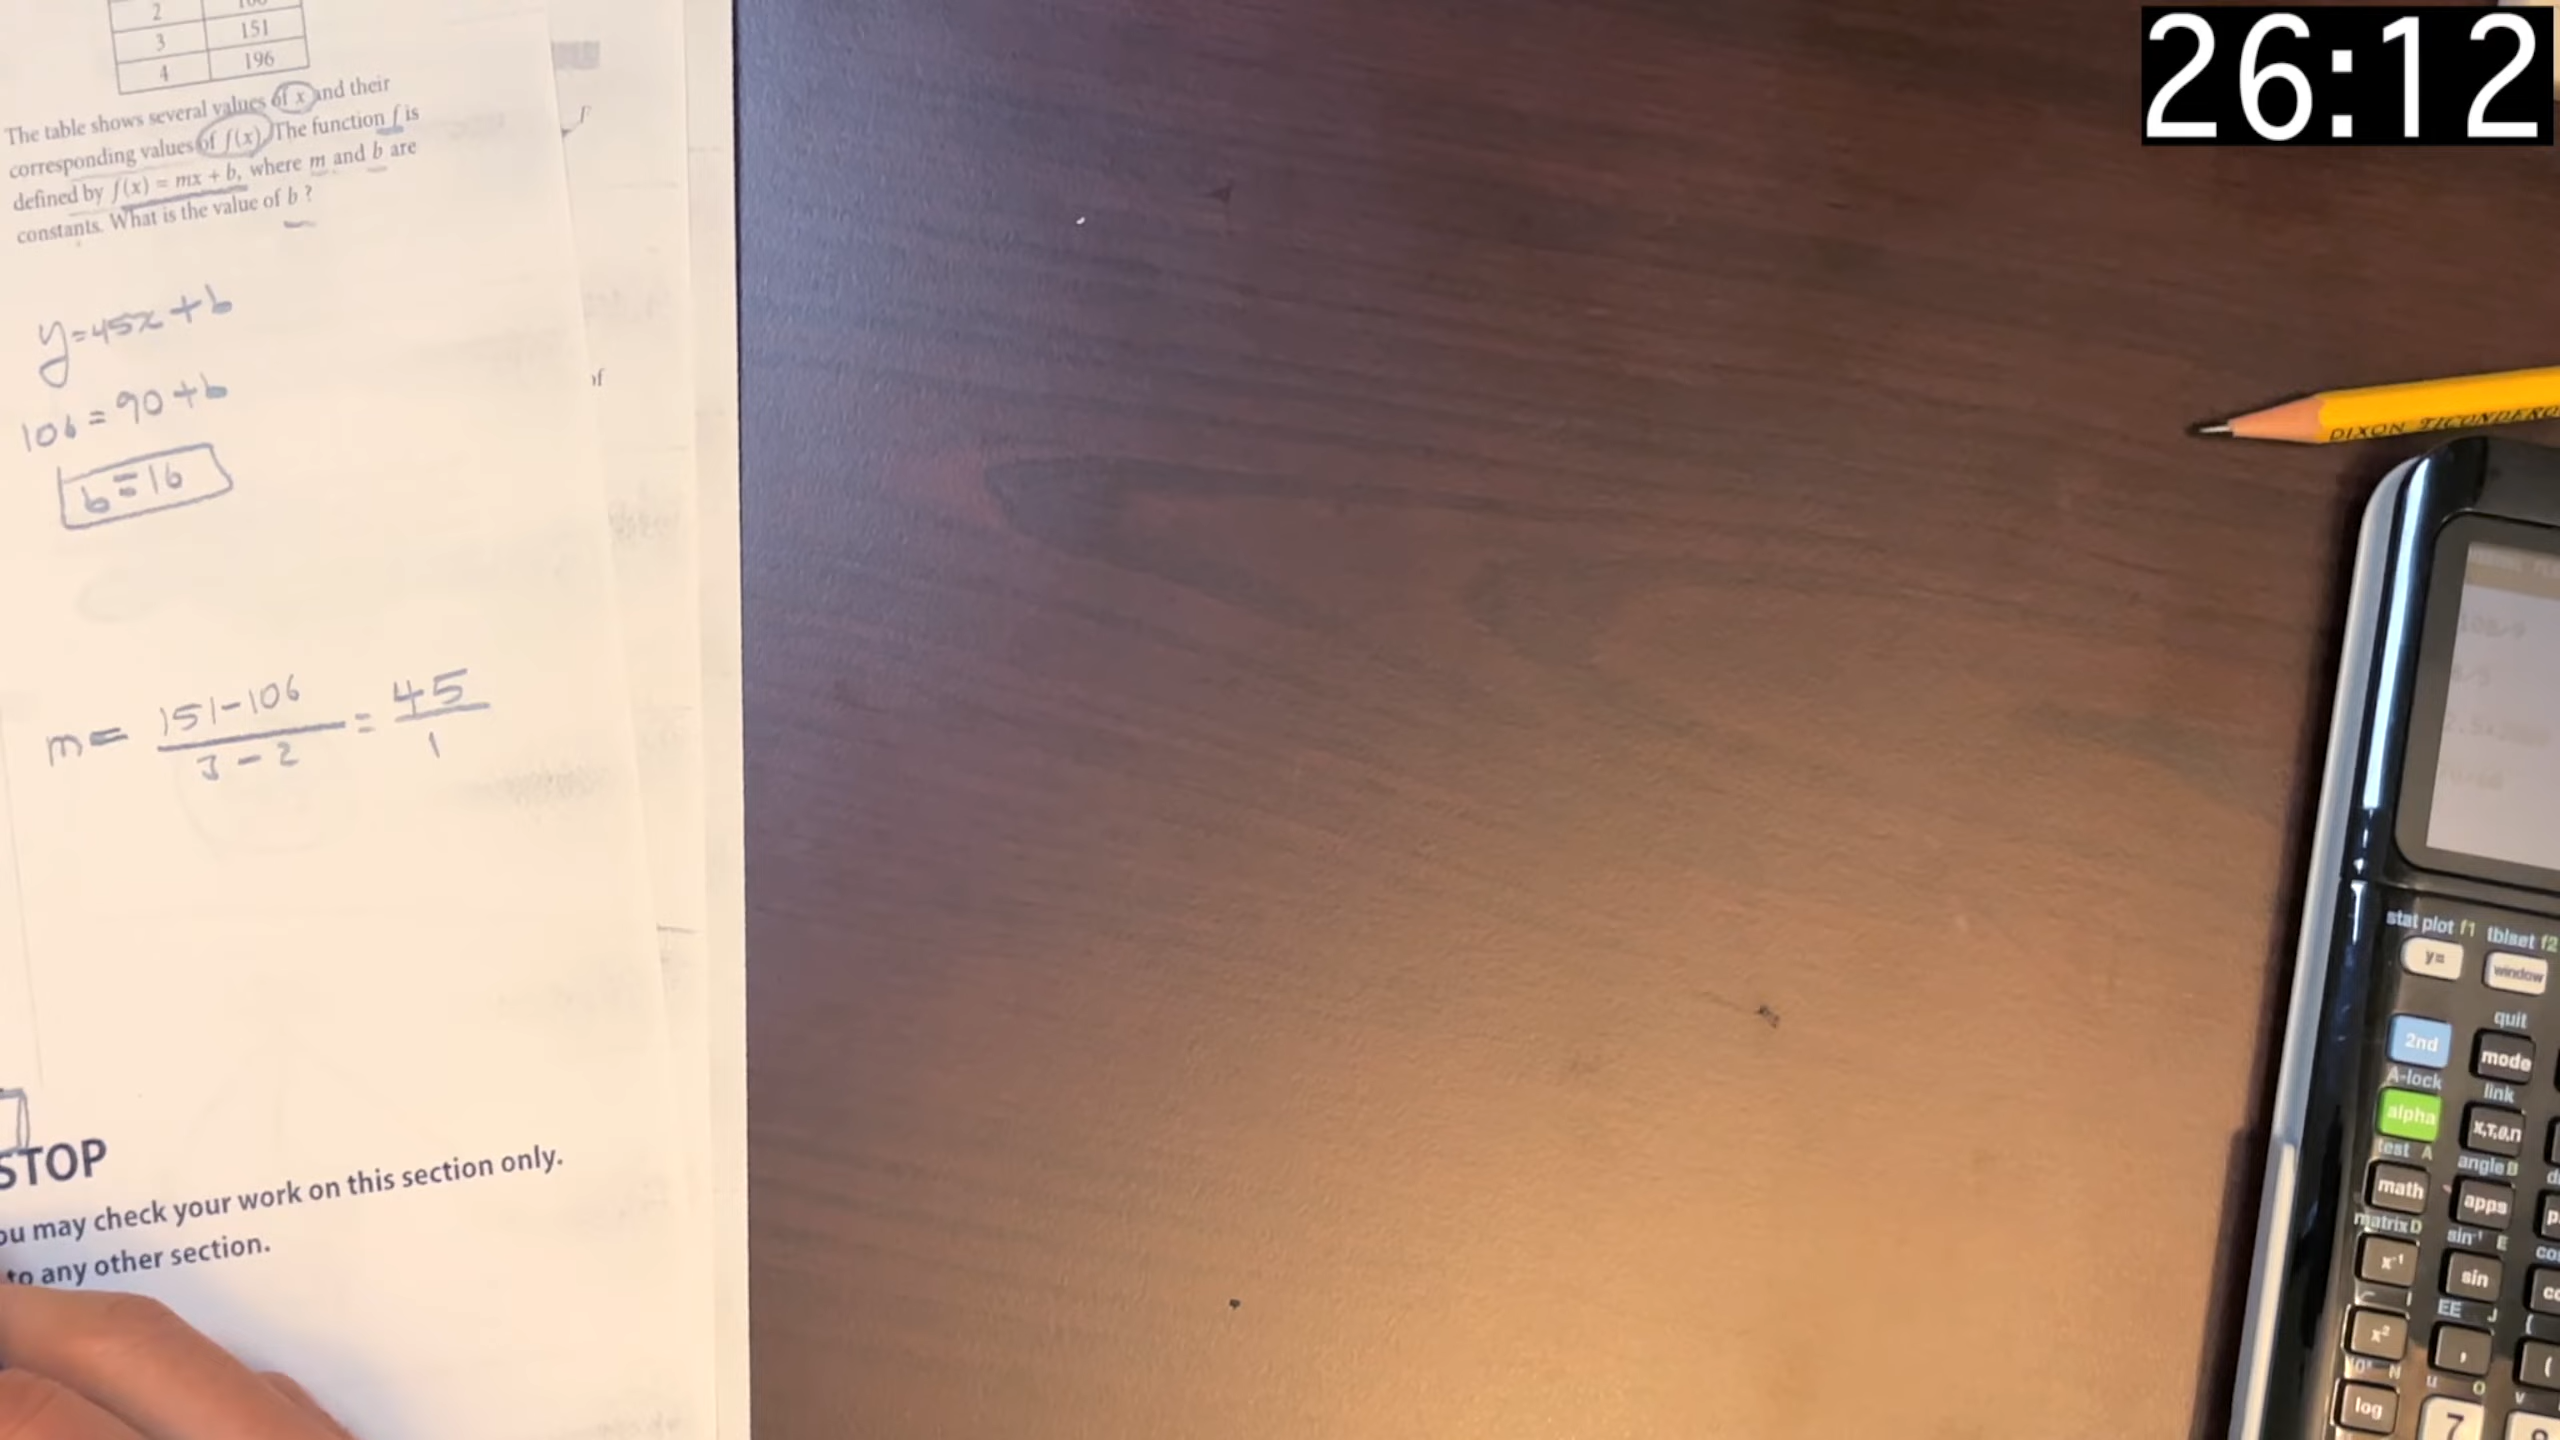 26:12
2
3 151
4 196
The table shows several values of x and their
corresponding values of f(x). The function f is
defined by f(x) = mx + b, where m and b are
constants. What is the value of b ?
y=45x+b
106=90+b
b=16
m= 151-106 / 3-2 = 45 / 1
STOP
ou may check your work on this section only.
to any other section.
of
F
DIXON TICONDERO
stat plot f1 tblset f2
y= window
quit
2nd mode
A-lock link
alpha X,T,θ,n
test A angle B
math apps
matrix D sin⁻¹ E
x⁻¹ sin
I EE J
x² ,
10ˣ N u O v
log 7